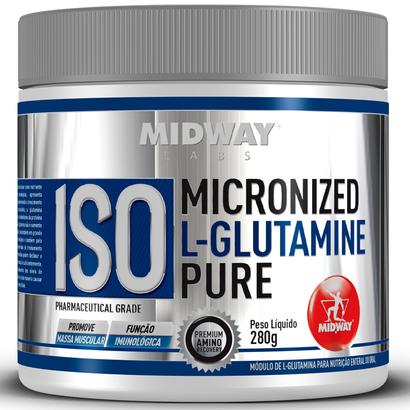 MIDWAY
LABS
ISO
MICRONIZED
L-GLUTAMINE
PURE
PHARMACEUTICAL GRADE
PROMOVE
MASSA MUSCULAR
FUNÇÃO
IMUNOLÓGICA
PREMIUM
AMINO
RECOVERY
Peso Líquido
280g
MIDWAY
MÓDULO DE L-GLUTAMINA PARA NUTRIÇÃO ENTERAL OU ORAL